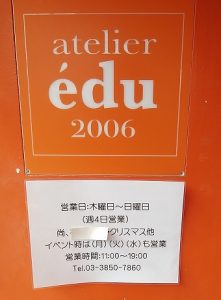 atelier
édu
2006
営業日:木曜日~日曜日
(週4日営業)
尚、クリスマス他
イベント時は(月)(火)(水)も営業
営業時間:11:00~19:00
Tel.03-3850-7860